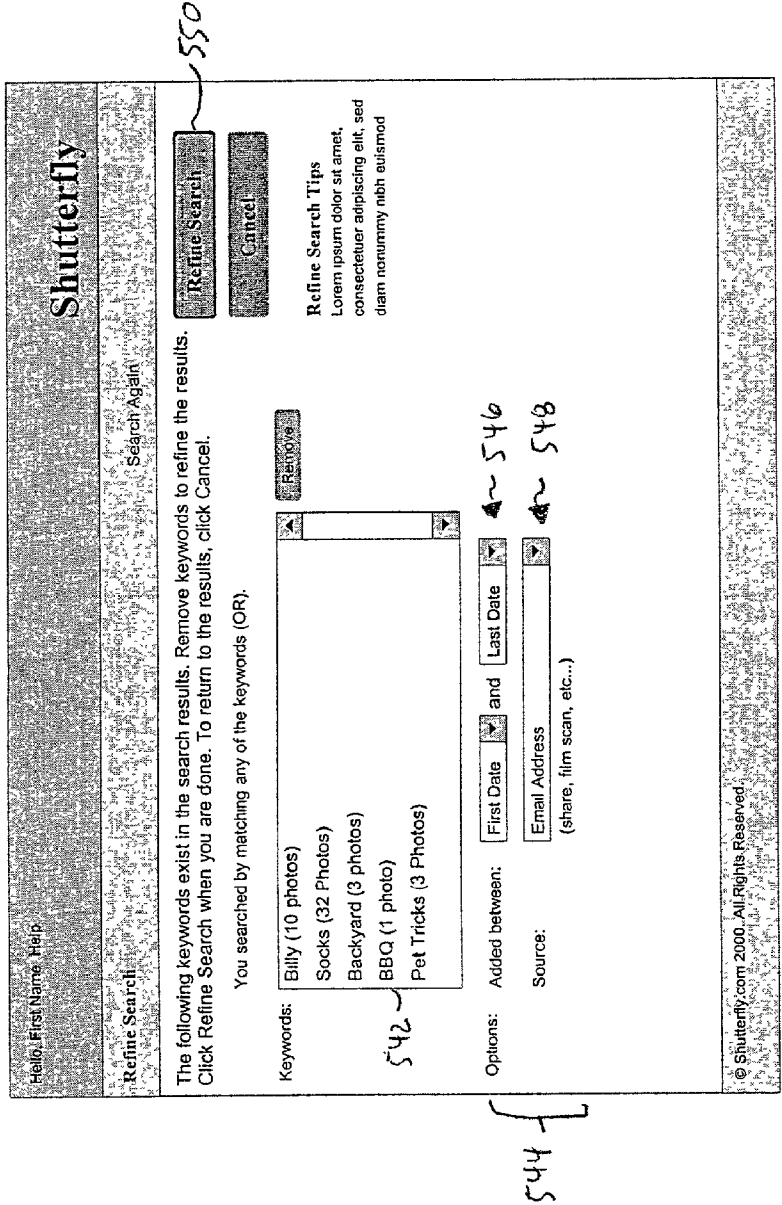 Hello, First Name. Help.
Shutterfly
Refine Search
Search Again
The following keywords exist in the search results. Remove keywords to refine the results.
Click Refine Search when you are done. To return to the results, click Cancel.
Refine Search
550
Cancel
You searched by matching any of the keywords (OR).
Keywords:
Billy (10 photos)
Socks (32 Photos)
Backyard (3 photos)
BBQ (1 photo)
Pet Tricks (3 Photos)
542
Remove
Refine Search Tips
Lorem ipsum dolor sit amet,
consectetuer adipiscing elit, sed
diam nonummy nibh euismod
Options:
Added between:
First Date
and
Last Date
546
Source:
Email Address
548
(share, film scan, etc...)
544
© Shutterfly.com 2000. All Rights Reserved.